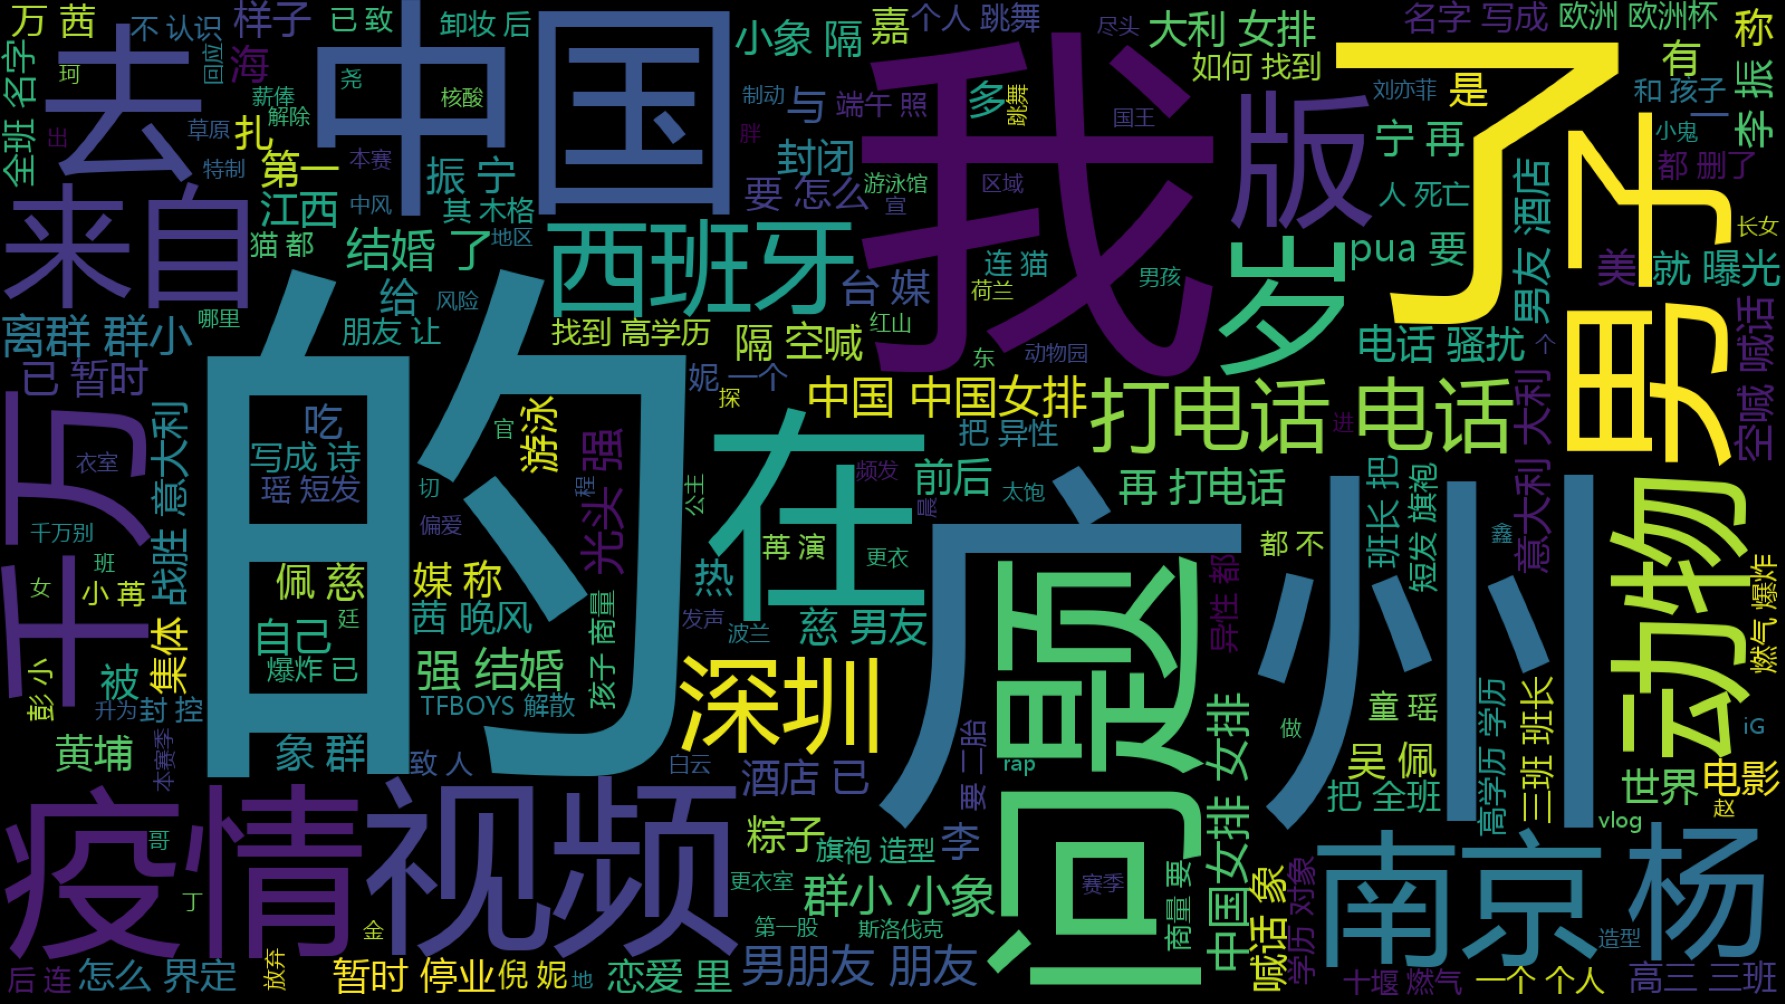 万 茜
不 认识
样子
已 致
卸妆 后
小象 隔
嘉
个人 跳舞
尽头
大利 女排
名字 写成
欧洲 欧洲杯
称
全班 名字
珂
去
回应
海
薪俸
解除
扎
草原
出
特制
中国
尧
核酸
制动
与
端午 照
多
跳舞
国王
我
如何 找到
刘亦菲
是
了
有
和 孩子
一
李 振
小鬼
都 删了
胖
封闭
第一
本赛
振 宁
要 怎么
游泳馆
宣
区域
版
宁 再
人 死亡
男友 酒店
男子
长女
来自
江西
中风
其 木格
猫 都
结婚 了
地区
西班牙
台 媒
连 猫
荷兰
男孩
岁
pua 要
美
就 曝光
给
风险
哪里
离群 群小
朋友 让
找到 高学历
隔 空喊
红山
东
动物园
电话 骚扰
个
空喊 喊话
已 暂时
的
妮 一个
探
中国 中国女排
打电话 电话
千万
衣室
战胜 意大利
吃
写成 诗
瑶 短发
官
游泳
光头 强
程
切
偏爱
公主
在
频发
前后
晨
把 异性
太饱
进
再 打电话
班长 把
短发 旗袍
鑫
意大利 大利
千万别
班
女
小 苒
佩 慈
媒 称
苒 演
更衣
热
都 不
异性 都
动物
燃气 爆炸
自己
廷
茜 晚风
孩子 商量
发声
波兰
慈 男友
广州
问题
爆炸 已
强 结婚
深圳
集体
被
彭 小
升为
封 控
TFBOYS 解散
童 瑶
高学历 学历
三班 班长
iG
黄埔
本赛季
象 群
致 人
白云
酒店 已
要 二胎
rap
中国女排 女排
做
吴 佩
把 全班
世界
电影
赵
vlog
疫情
哥
丁
视频
粽子
旗袍 造型
李
更衣室
群小 小象
赛季
商量 要
喊话 象
学历 对象
南京
杨
造型
金
第一股
斯洛伐克
后 连
怎么 界定
放弃
暂时 停业
倪 妮
地
恋爱 里
男朋友 朋友
十堰 燃气
一个 个人
高三 三班